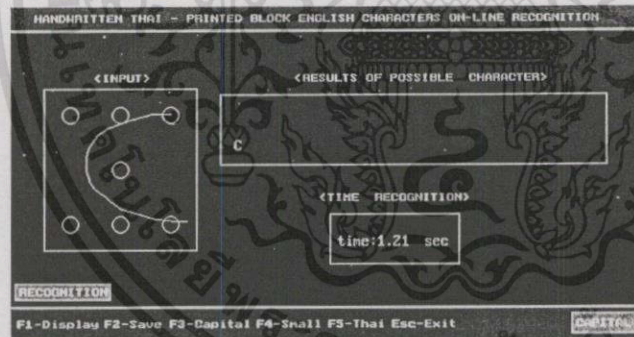 HANDWRITTEN THAI - PRINTED BLOCK ENGLISH CHARACTERS ON-LINE RECOGNITION
<INPUT>
<RESULTS OF POSSIBLE CHARACTER>
C
<TIME RECOGNITION>
time:1.21 sec
RECOGNITION
F1-Display F2-Save F3-Capital F4-Small F5-Thai Esc-Exit
CAPITAL